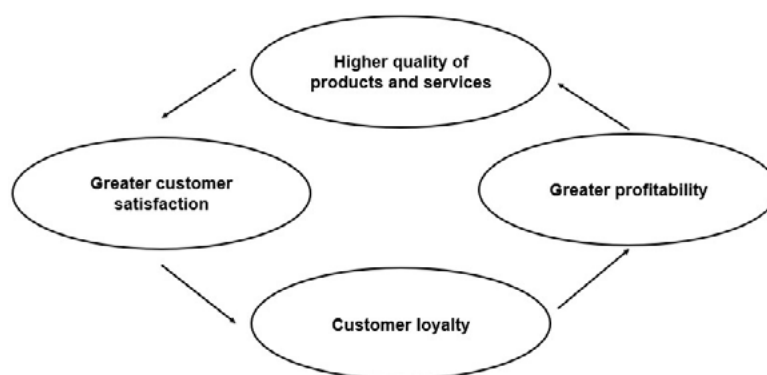 Higher quality of
products and services
Greater customer
satisfaction
Greater profitability
Customer loyalty